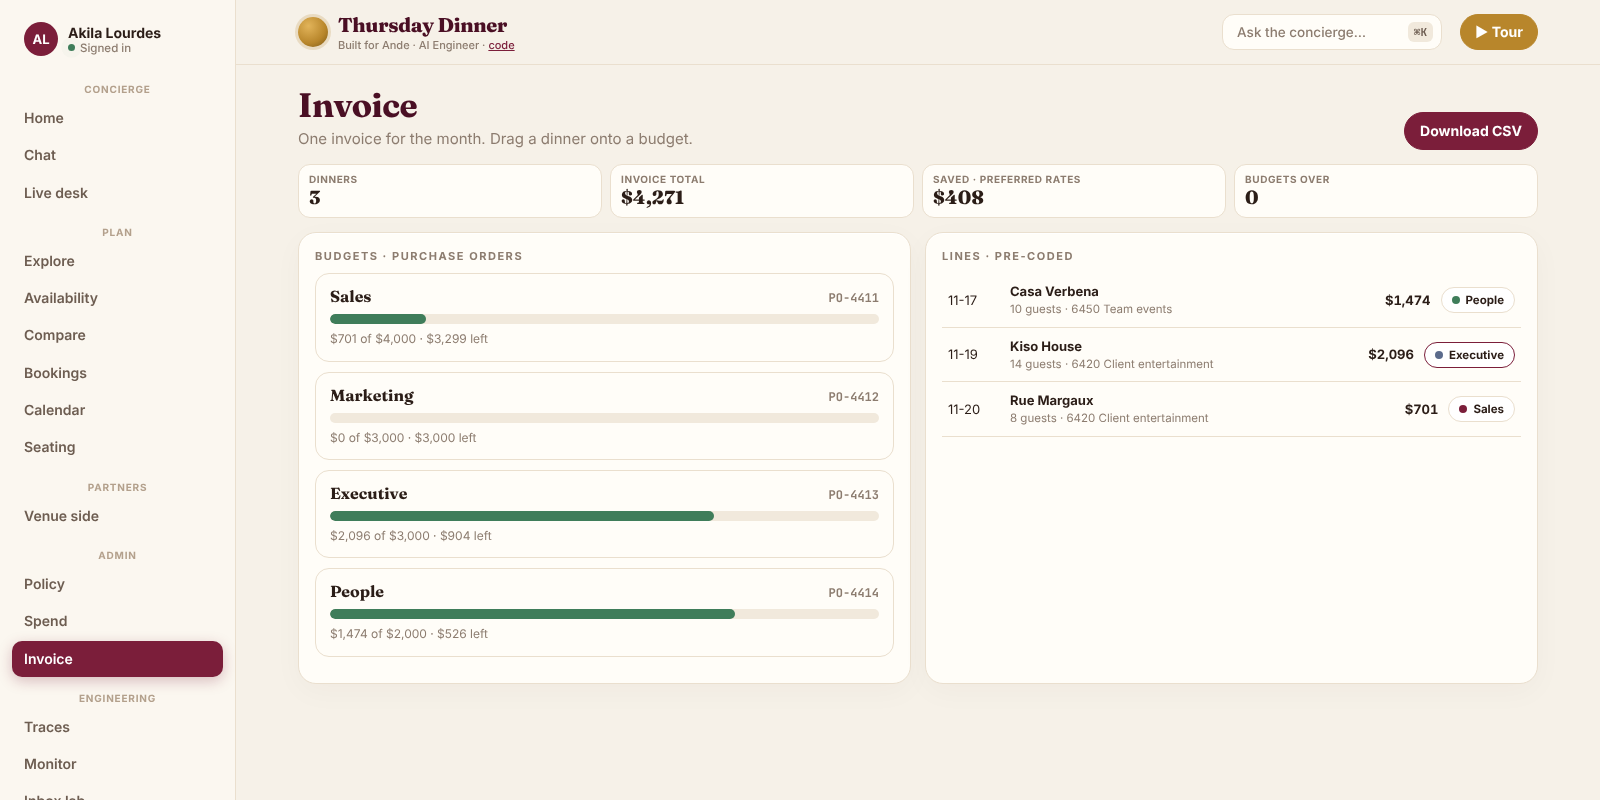 AL
Akila Lourdes
Signed in
CONCIERGE
Home
Chat
Live desk
PLAN
Explore
Availability
Compare
Bookings
Calendar
Seating
PARTNERS
Venue side
ADMIN
Policy
Spend
Invoice
ENGINEERING
Traces
Monitor
Thursday Dinner
Built for Ande · AI Engineer · code
Ask the concierge... ⌘K
▶ Tour
Invoice
One invoice for the month. Drag a dinner onto a budget.
Download CSV
DINNERS
3
INVOICE TOTAL
$4,271
SAVED · PREFERRED RATES
$408
BUDGETS OVER
0
BUDGETS · PURCHASE ORDERS
Sales PO-4411
$701 of $4,000 · $3,299 left
Marketing PO-4412
$0 of $3,000 · $3,000 left
Executive PO-4413
$2,096 of $3,000 · $904 left
People PO-4414
$1,474 of $2,000 · $526 left
LINES · PRE-CODED
11-17 Casa Verbena $1,474 People
10 guests · 6450 Team events
11-19 Kiso House $2,096 Executive
14 guests · 6420 Client entertainment
11-20 Rue Margaux $701 Sales
8 guests · 6420 Client entertainment